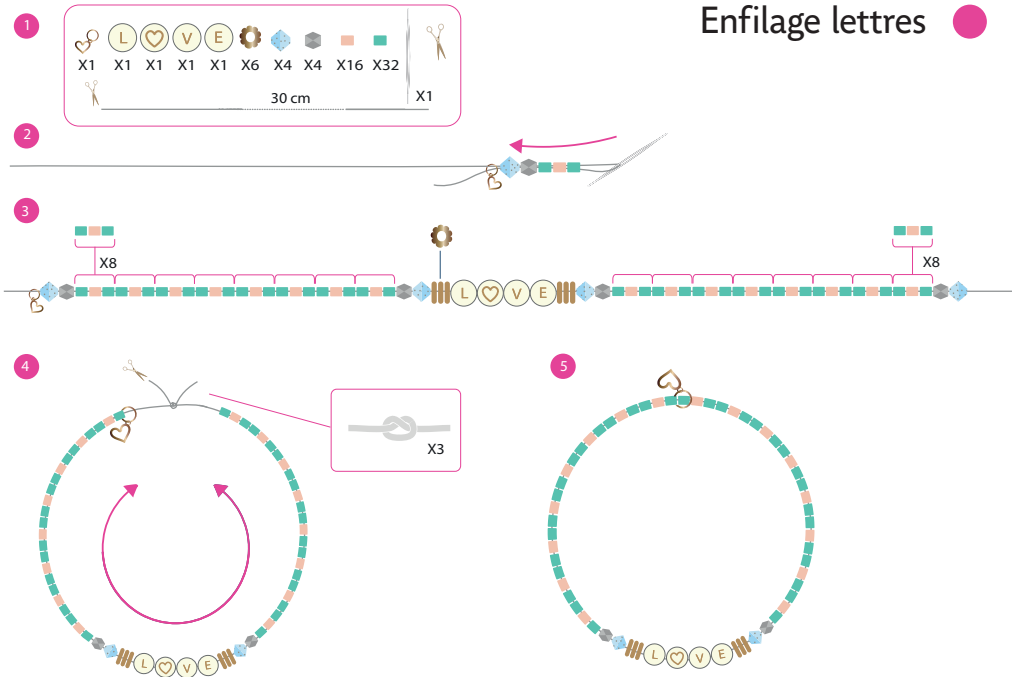 Enfilage lettres
1
L V E
X1 X1 X1 X1 X1 X6 X4 X4 X16 X32
30 cm
X1
2
3
X8
X8
L V E
4
X3
L V E
5
L V E